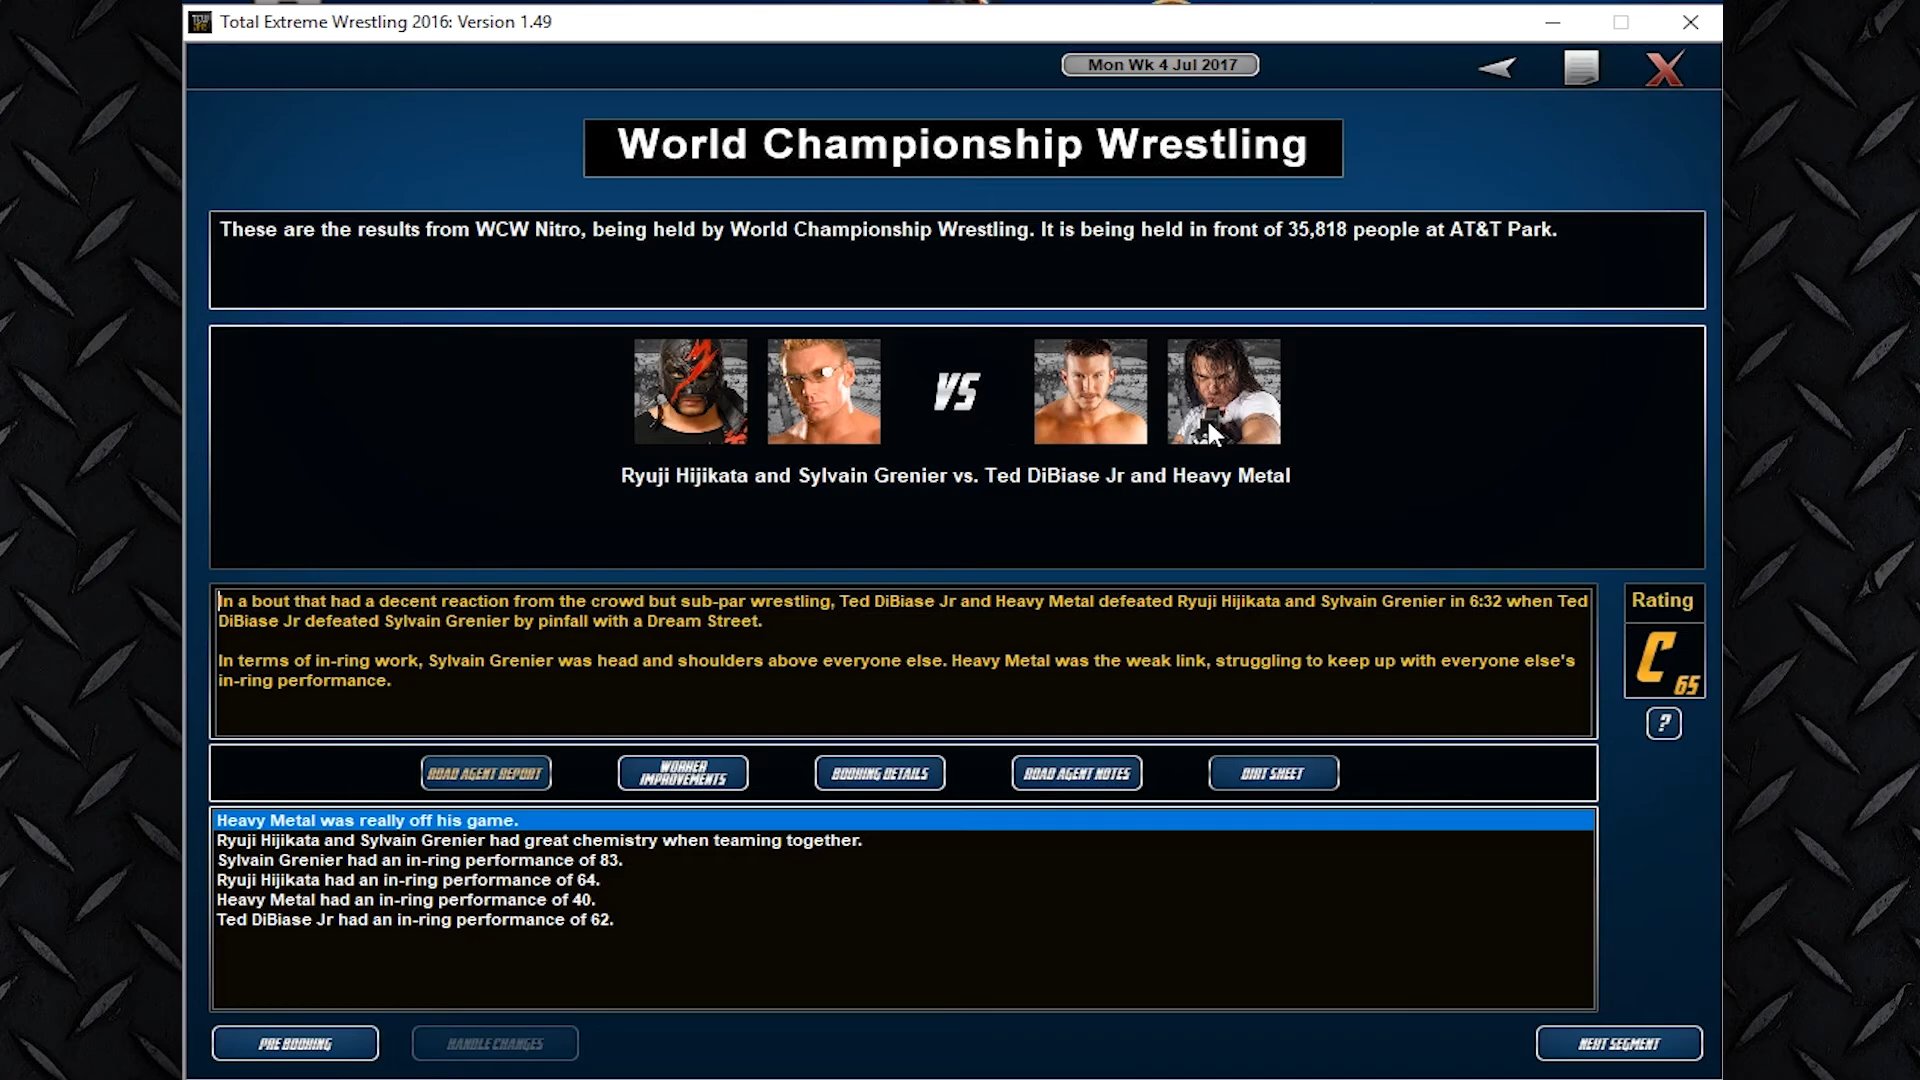 Total Extreme Wrestling 2016: Version 1.49
Mon Wk 4 Jul 2017
World Championship Wrestling
These are the results from WCW Nitro, being held by World Championship Wrestling. It is being held in front of 35,818 people at AT&T Park.
VS
Ryuji Hijikata and Sylvain Grenier vs. Ted DiBiase Jr and Heavy Metal
In a bout that had a decent reaction from the crowd but sub-par wrestling, Ted DiBiase Jr and Heavy Metal defeated Ryuji Hijikata and Sylvain Grenier in 6:32 when Ted
DiBiase Jr defeated Sylvain Grenier by pinfall with a Dream Street.
In terms of in-ring work, Sylvain Grenier was head and shoulders above everyone else. Heavy Metal was the weak link, struggling to keep up with everyone else's
in-ring performance.
Rating
C 65
?
ROAD AGENT REPORT
WORKER
IMPROVEMENTS
BOOKING DETAILS
ROAD AGENT NOTES
DIRT SHEET
Heavy Metal was really off his game.
Ryuji Hijikata and Sylvain Grenier had great chemistry when teaming together.
Sylvain Grenier had an in-ring performance of 83.
Ryuji Hijikata had an in-ring performance of 64.
Heavy Metal had an in-ring performance of 40.
Ted DiBiase Jr had an in-ring performance of 62.
PRE BOOKING
HANDLE CHANGES
NEXT SEGMENT